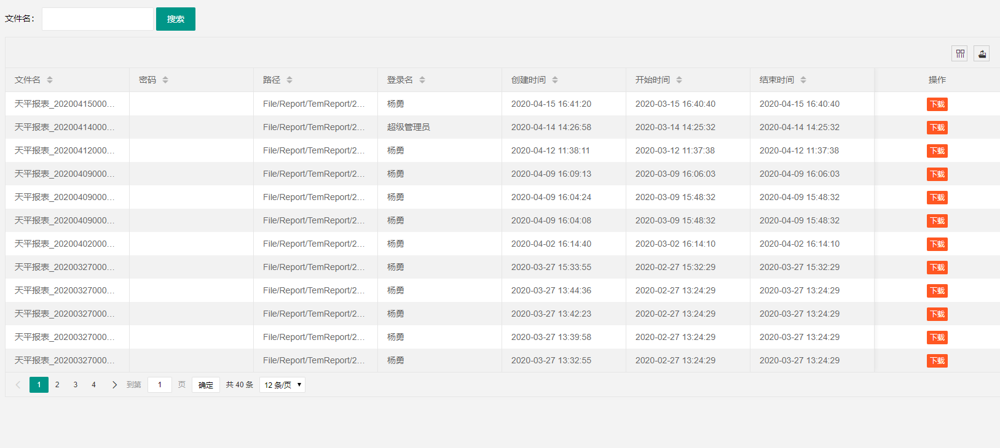 文件名： 搜索
文件名 密码 路径 登录名 创建时间 开始时间 结束时间 操作
天平报表_20200415000... File/Report/TemReport/2... 杨勇 2020-04-15 16:41:20 2020-03-15 16:40:40 2020-04-15 16:40:40 下载
天平报表_20200414000... File/Report/TemReport/2... 超级管理员 2020-04-14 14:26:58 2020-03-14 14:25:32 2020-04-14 14:25:32 下载
天平报表_20200412000... File/Report/TemReport/2... 杨勇 2020-04-12 11:38:11 2020-03-12 11:37:38 2020-04-12 11:37:38 下载
天平报表_20200409000... File/Report/TemReport/2... 杨勇 2020-04-09 16:09:13 2020-03-09 16:06:03 2020-04-09 16:06:03 下载
天平报表_20200409000... File/Report/TemReport/2... 杨勇 2020-04-09 16:04:24 2020-03-09 15:48:32 2020-04-09 15:48:32 下载
天平报表_20200409000... File/Report/TemReport/2... 杨勇 2020-04-09 16:04:08 2020-03-09 15:48:32 2020-04-09 15:48:32 下载
天平报表_20200402000... File/Report/TemReport/2... 杨勇 2020-04-02 16:14:40 2020-03-02 16:14:10 2020-04-02 16:14:10 下载
天平报表_20200327000... File/Report/TemReport/2... 杨勇 2020-03-27 15:33:55 2020-02-27 15:32:29 2020-03-27 15:32:29 下载
天平报表_20200327000... File/Report/TemReport/2... 杨勇 2020-03-27 13:44:36 2020-02-27 13:24:29 2020-03-27 13:24:29 下载
天平报表_20200327000... File/Report/TemReport/2... 杨勇 2020-03-27 13:42:23 2020-02-27 13:24:29 2020-03-27 13:24:29 下载
天平报表_20200327000... File/Report/TemReport/2... 杨勇 2020-03-27 13:39:58 2020-02-27 13:24:29 2020-03-27 13:24:29 下载
天平报表_20200327000... File/Report/TemReport/2... 杨勇 2020-03-27 13:32:55 2020-02-27 13:24:29 2020-03-27 13:24:29 下载
1 2 3 4 到第 1 页 确定 共 40 条 12 条/页